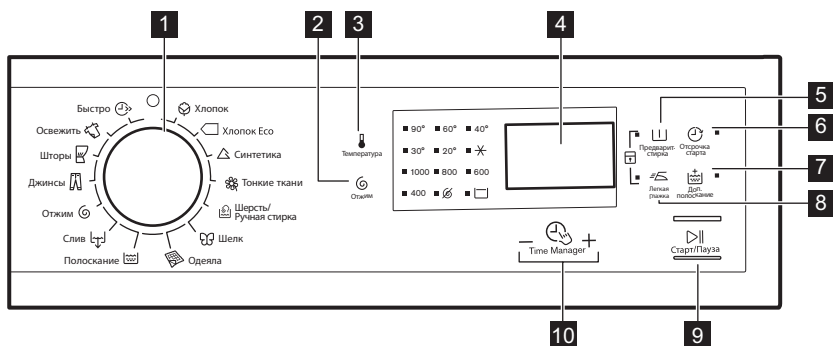 1
2
3
4
5
6
7
8
9
10
Быстро
Освежить
Шторы
Джинсы
Отжим
Слив
Полоскание
Хлопок
Хлопок Eco
Синтетика
Тонкие ткани
Шерсть/
Ручная стирка
Шелк
Одеяла
Температура
Отжим
90° 60° 40°
30° 20°
1000 800 600
400
Предварит.
стирка
Отсрочка
старта
Легкая
глажка
Доп.
полоскание
Time Manager
Старт/Пауза